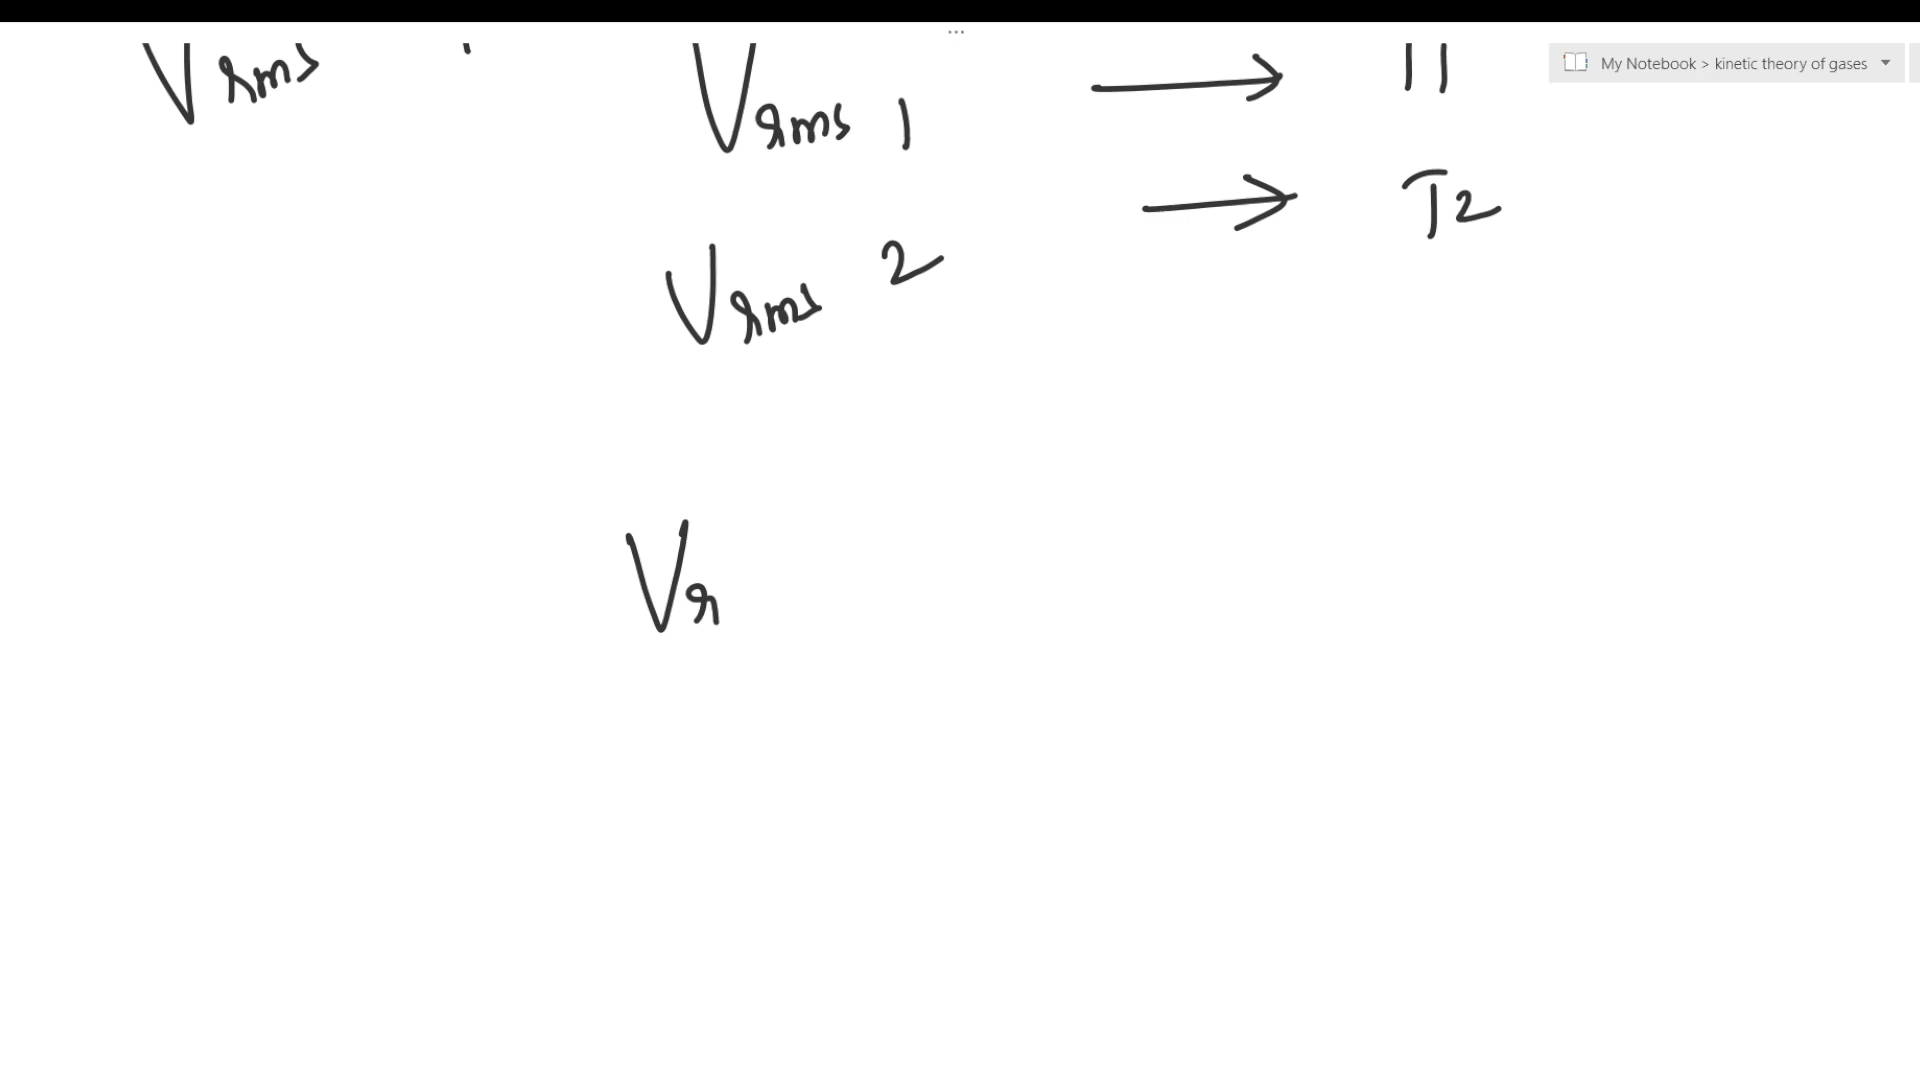 My Notebook > kinetic theory of gases
Vrms Vrms 1 → T1
Vrms 2 → T2
Vr